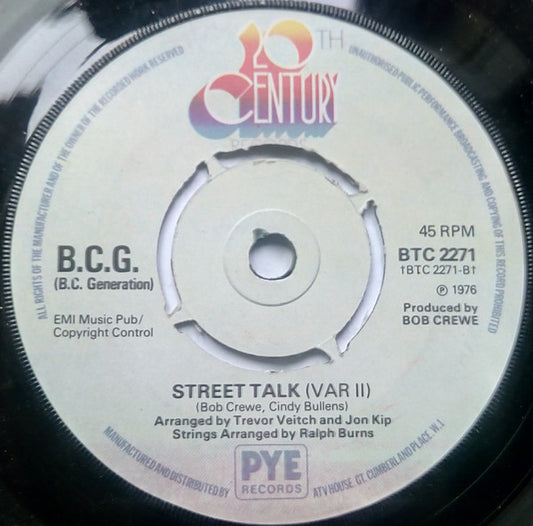 20TH
CENTURY
RECORDS
ALL RIGHTS OF THE MANUFACTURER AND OF THE OWNER OF THE RECORDED WORK RESERVED
UNAUTHORISED PUBLIC PERFORMANCE BROADCASTING AND COPYING OF THIS RECORD PROHIBITED
B.C.G.
(B.C. Generation)
EMI Music Pub/
Copyright Control
45 RPM
BTC 2271
†BTC 2271-B†
℗ 1976
Produced by
BOB CREWE
STREET TALK (VAR II)
(Bob Crewe, Cindy Bullens)
Arranged by Trevor Veitch and Jon Kip
Strings Arranged by Ralph Burns
MANUFACTURED AND DISTRIBUTED BY
PYE
RECORDS
ATV HOUSE GT. CUMBERLAND PLACE, W.1